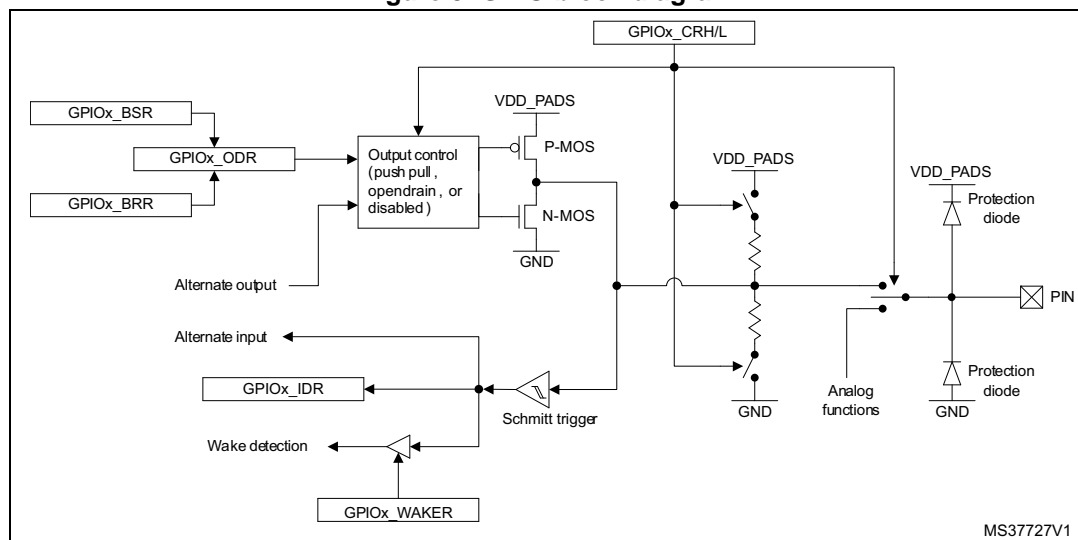 GPIOx_CRH/L
GPIOx_BSR
GPIOx_ODR
GPIOx_BRR
Output control
(push pull,
opendrain, or
disabled)
VDD_PADS
P-MOS
N-MOS
GND
VDD_PADS
GND
VDD_PADS
Protection
diode
PIN
Protection
diode
GND
Analog
functions
Alternate output
Alternate input
GPIOx_IDR
Schmitt trigger
Wake detection
GPIOx_WAKER
MS37727V1